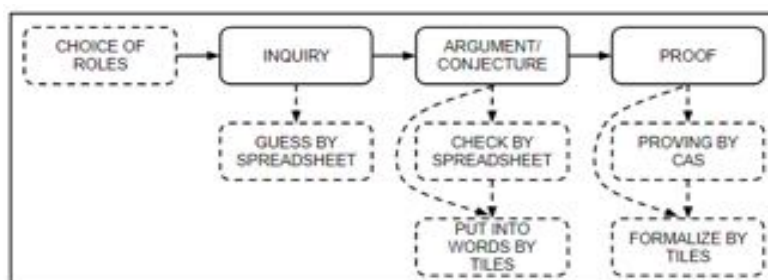 CHOICE OF
ROLES
INQUIRY
ARGUMENT/
CONJECTURE
PROOF
GUESS BY
SPREADSHEET
CHECK BY
SPREADSHEET
PROVING BY
CAS
PUT INTO
WORDS BY
TILES
FORMALIZE BY
TILES